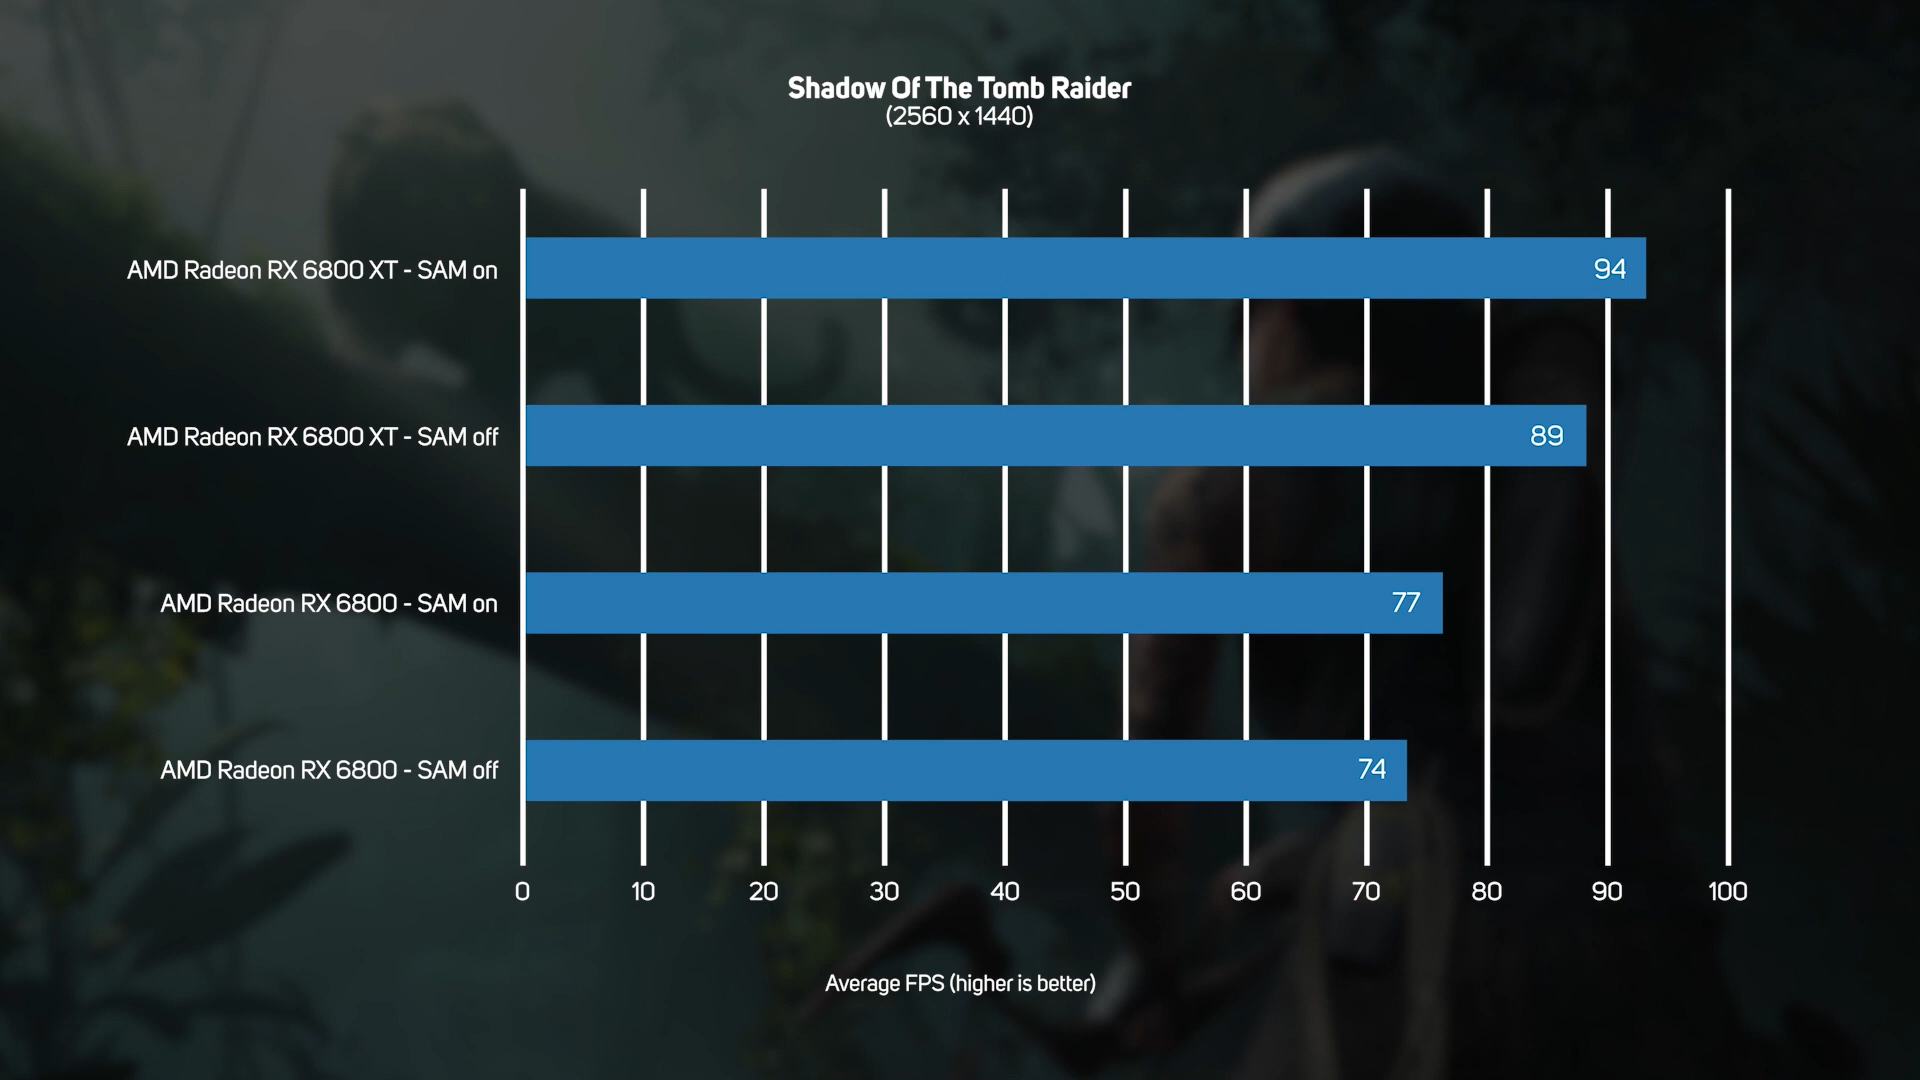 Shadow Of The Tomb Raider
(2560 x 1440)
AMD Radeon RX 6800 XT - SAM on
94
AMD Radeon RX 6800 XT - SAM off
89
AMD Radeon RX 6800 - SAM on
77
AMD Radeon RX 6800 - SAM off
74
0 10 20 30 40 50 60 70 80 90 100
Average FPS (higher is better)